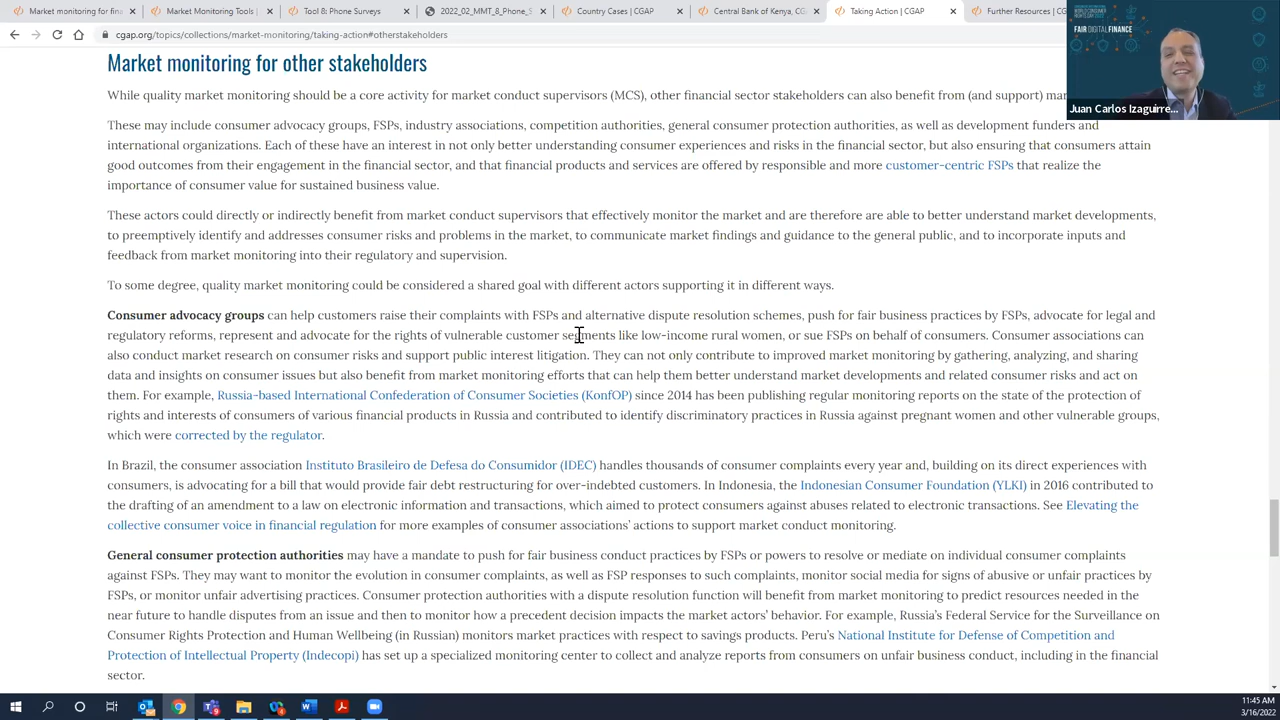 Market monitoring for fina
Market Monitoring Tools |
Tool 8: Phone Surveys
2022_02_MMT_8_Phone_S
Country Cases | CGAP
Central Bank of Kenya, CG
Taking Action | CGAP
Further Resources | CG
cgap.org/topics/collections/market-monitoring/taking-action#
FAIR DIGITAL FINANCE
Juan Carlos Izaguirre...
Market monitoring for other stakeholders
While quality market monitoring should be a core activity for market conduct supervisors (MCS), other financial sector stakeholders can also benefit from (and support)
These may include consumer advocacy groups, FSP industry associations, competition authorities, general consumer protection authorities, as well as development funders and
international organizations. Each of these have an interest in not only better understanding consumer experiences and risks in the financial sector, but also ensuring that consumers attain
good outcomes from their engagement in the financial sector, and that financial products and services are offered by responsible and more customer-centric FSPs that realize the
importance of consumer value for sustained business value.
These actors could directly or indirectly benefit from market conduct supervisors that effectively monitor the market and are therefore are able to better understand market developments,
to preemptively identify and addresses consumer risks and problems in the market, to communicate market findings and guidance to the general public, and to incorporate inputs and
feedback from market monitoring into their regulatory and supervision.
To some degree, quality market monitoring could be considered a shared goal with different actors supporting it in different ways.
Consumer advocacy groups can help customers raise their complaints with FSPs and alternative dispute resolution schemes, push for fair business practices by FSPs, advocate for legal and
regulatory reforms, represent and advocate for the rights of vulnerable customer segments like low-income rural women, or sue FSPs on behalf of consumers. Consumer associations can
also conduct market research on consumer risks and support public interest litigation. They can not only contribute to improved market monitoring by gathering, analyzing, and sharing
data and insights on consumer issues but also benefit from market monitoring efforts that can help them better understand market developments and related consumer risks and act on
them. For example, Russia-based International Confederation of Consumer Societies (KonfOP) since 2014 has been publishing regular monitoring reports on the state of the protection of
rights and interests of consumers of various financial products in Russia and contributed to identify discriminatory practices in Russia against pregnant women and other vulnerable groups,
which were corrected by the regulator.
In Brazil, the consumer association Instituto Brasileiro de Defesa do Consumidor (IDEC) handles thousands of consumer complaints every year and, building on its direct experiences with
consumers, is advocating for a bill that would provide fair debt restructuring for over-indebted customers. In Indonesia, the Indonesian Consumer Foundation (YLKI) in 2016 contributed to
the drafting of an amendment to a law on electronic information and transactions, which aimed to protect consumers against abuses related to electronic transactions. See Elevating the
collective consumer voice in financial regulation for more examples of consumer associations' actions to support market conduct monitoring.
General consumer protection authorities may have a mandate to push for fair business conduct practices by FSPs or powers to resolve or mediate on individual consumer complaints
against FSPs. They may want to monitor the evolution in consumer complaints, as well as FSP responses to such complaints, monitor social media for signs of abusive or unfair practices by
FSPs, or monitor unfair advertising practices. Consumer protection authorities with a dispute resolution function will benefit from market monitoring to predict resources needed in the
near future to handle disputes from an issue and then to monitor how a precedent decision impacts the market actors' behavior. For example, Russia's Federal Service for the Surveillance on
Consumer Rights Protection and Human Wellbeing (in Russian) monitors market practices with respect to savings products. Peru's National Institute for Defense of Competition and
Protection of Intellectual Property (Indecopi) has set up a specialized monitoring center to collect and analyze reports from consumers on unfair business conduct, including in the financial
sector.
11:45 AM
3/16/2022